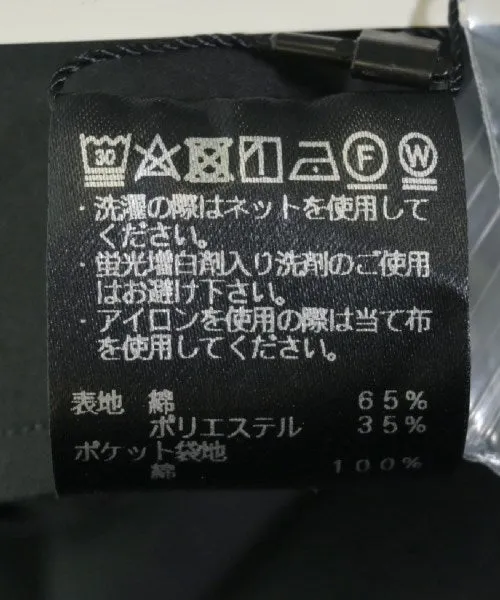 30 F W
・洗濯の際はネットを使用して
ください。
・蛍光増白剤入り洗剤のご使用
はお避け下さい。
・アイロンを使用の際は当て布
を使用してください。
表地 綿 65%
ポリエステル 35%
ポケット袋地
綿 100%